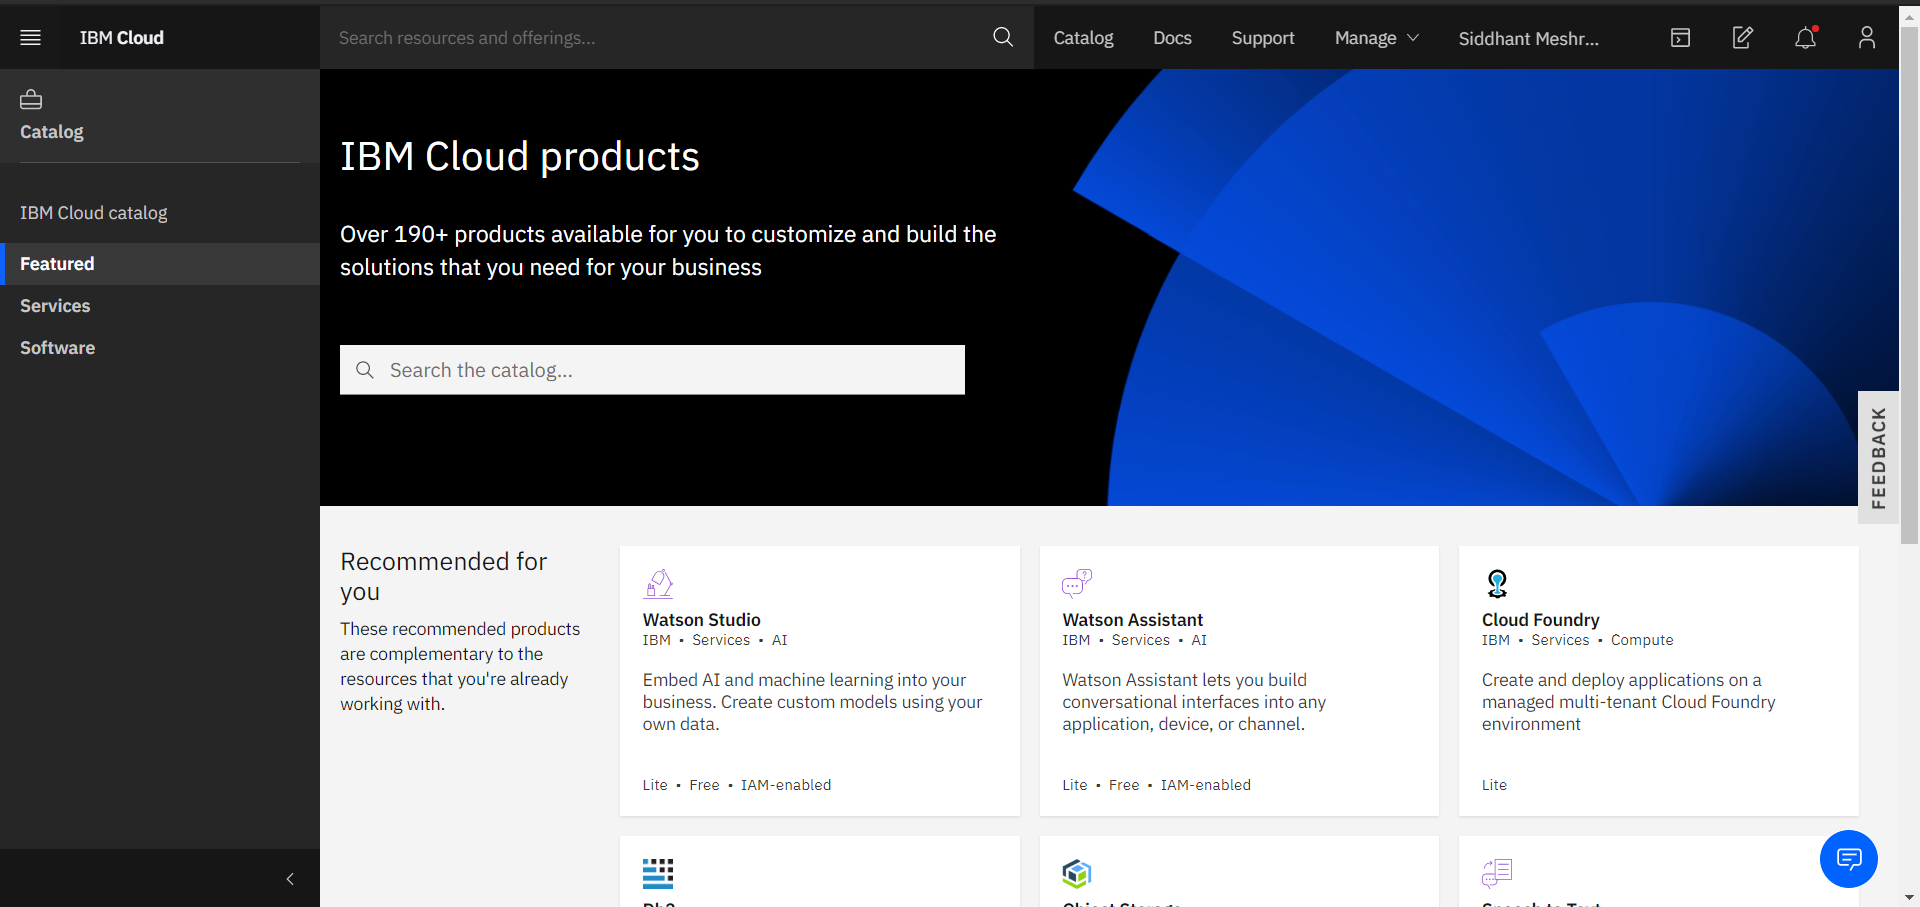 IBM Cloud
Search resources and offerings...
Catalog
Docs
Support
Manage
Siddhant Meshr...
Catalog
IBM Cloud catalog
Featured
Services
Software
IBM Cloud products
Over 190+ products available for you to customize and build the
solutions that you need for your business
Search the catalog...
FEEDBACK
Recommended for
you
These recommended products
are complementary to the
resources that you're already
working with.
Watson Studio
IBM • Services • AI
Embed AI and machine learning into your
business. Create custom models using your
own data.
Lite • Free • IAM-enabled
Watson Assistant
IBM • Services • AI
Watson Assistant lets you build
conversational interfaces into any
application, device, or channel.
Lite • Free • IAM-enabled
Cloud Foundry
IBM • Services • Compute
Create and deploy applications on a
managed multi-tenant Cloud Foundry
environment
Lite
Db2
Object Storage
Speech to Text